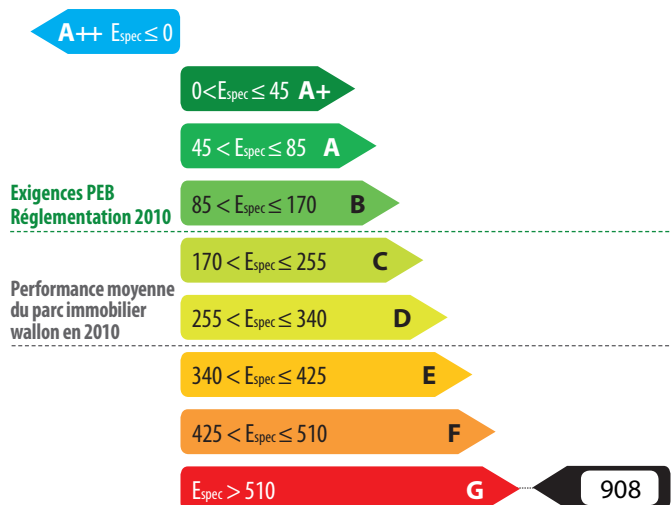 A++ Espec ≤ 0
0<Espec ≤ 45 A+
45 < Espec ≤ 85 A
Exigences PEB
Réglementation 2010
85 < Espec ≤ 170 B
170 < Espec ≤ 255 C
Performance moyenne
du parc immobilier
wallon en 2010
255 < Espec ≤ 340 D
340 < Espec ≤ 425 E
425 < Espec ≤ 510 F
Espec > 510 G 908